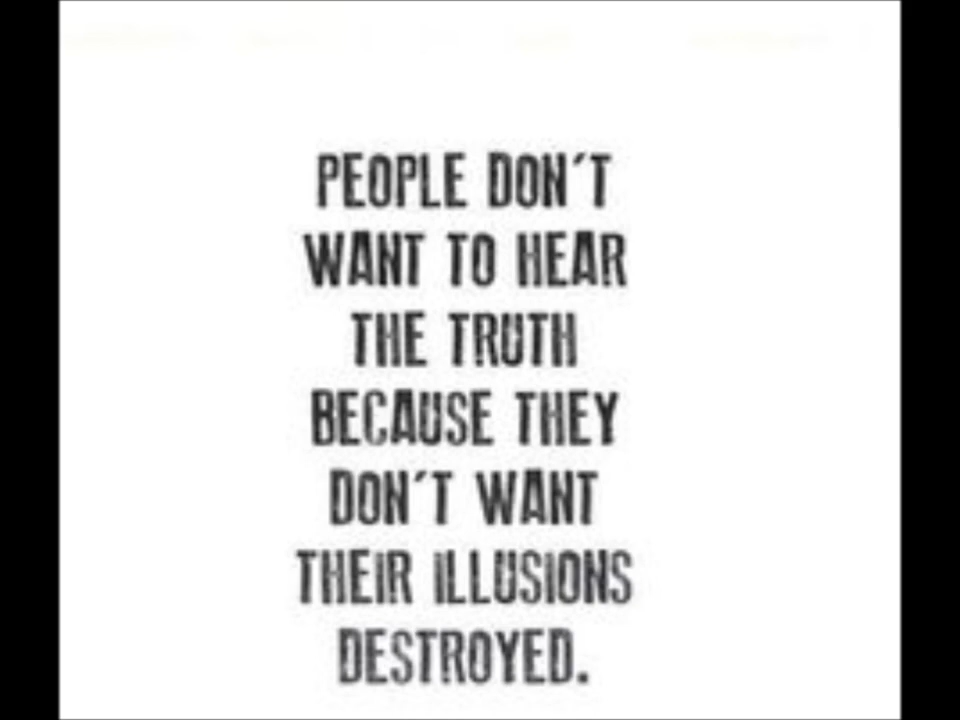 PEOPLE DON´T
WANT TO HEAR
THE TRUTH
BECAUSE THEY
DON´T WANT
THEiR iLLUSiONS
DESTROYED.